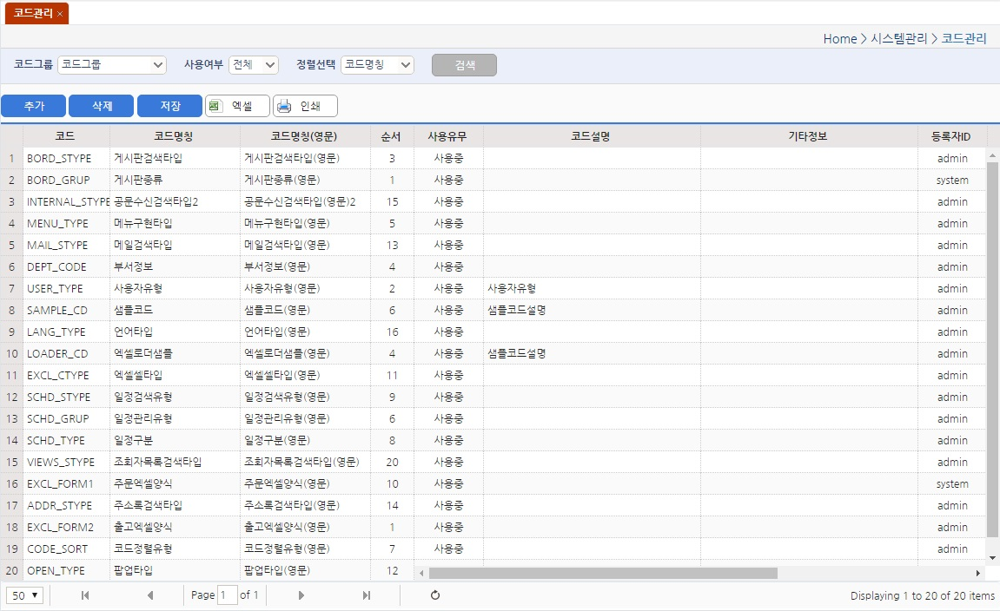 코드관리 ×
Home > 시스템관리 > 코드관리
코드그룹 코드그룹 사용여부 전체 정렬선택 코드명칭 검색
추가 삭제 저장 엑셀 인쇄
코드 코드명칭 코드명칭(영문) 순서 사용유무 코드설명 기타정보 등록자ID
1 BORD_STYPE 게시판검색타입 게시판검색타입(영문) 3 사용중 admin
2 BORD_GRUP 게시판종류 게시판종류(영문) 1 사용중 system
3 INTERNAL_STYPE 공문수신검색타입2 공문수신검색타입(영문)2 15 사용중 admin
4 MENU_TYPE 메뉴구현타입 메뉴구현타입(영문) 5 사용중 admin
5 MAIL_STYPE 메일검색타입 메일검색타입(영문) 13 사용중 admin
6 DEPT_CODE 부서정보 부서정보(영문) 4 사용중 admin
7 USER_TYPE 사용자유형 사용자유형(영문) 2 사용중 사용자유형 admin
8 SAMPLE_CD 샘플코드 샘플코드(영문) 6 사용중 샘플코드설명 admin
9 LANG_TYPE 언어타입 언어타입(영문) 16 사용중 admin
10 LOADER_CD 엑셀로더샘플 엑셀로더샘플(영문) 4 사용중 샘플코드설명 admin
11 EXCL_CTYPE 엑셀셀타입 엑셀셀타입(영문) 11 사용중 admin
12 SCHD_STYPE 일정검색유형 일정검색유형(영문) 9 사용중 admin
13 SCHD_GRUP 일정관리유형 일정관리유형(영문) 6 사용중 admin
14 SCHD_TYPE 일정구분 일정구분(영문) 8 사용중 admin
15 VIEWS_STYPE 조회자목록검색타입 조회자목록검색타입(영문) 20 사용중 admin
16 EXCL_FORM1 주문엑셀양식 주문엑셀양식(영문) 10 사용중 system
17 ADDR_STYPE 주소록검색타입 주소록검색타입(영문) 14 사용중 admin
18 EXCL_FORM2 출고엑셀양식 출고엑셀양식(영문) 1 사용중 admin
19 CODE_SORT 코드정렬유형 코드정렬유형(영문) 7 사용중 admin
20 OPEN_TYPE 팝업타입 팝업타입(영문) 12
50 Page 1 of 1 Displaying 1 to 20 of 20 items